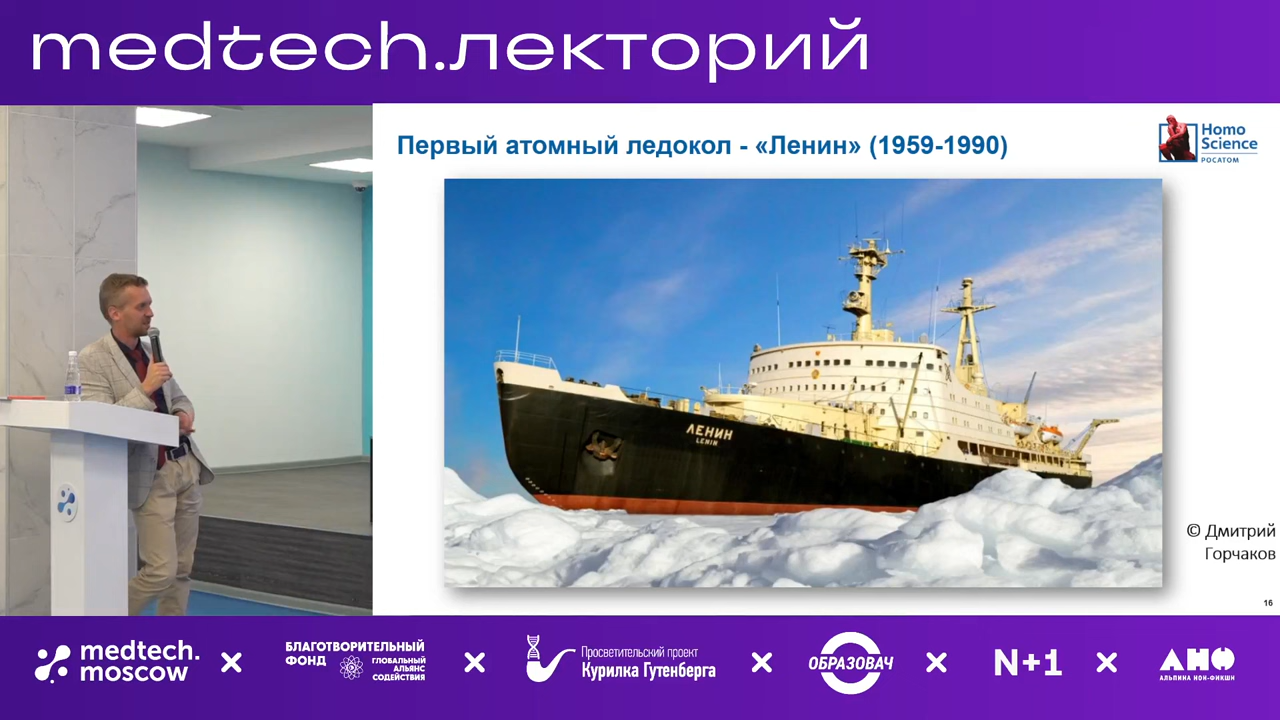 medtech.лекторий
Первый атомный ледокол - «Ленин» (1959-1990)
Homo
Science
РОСАТОМ
ЛЕНИН
LENIN
© Дмитрий
Горчаков
16
medtech.
moscow
БЛАГОТВОРИТЕЛЬНЫЙ
ФОНД
ГЛОБАЛЬНЫЙ
АЛЬЯНС
СОДЕЙСТВИЯ
Просветительский проект
Курилка Гутенберга
ОБРАЗОВАЧ
N+1
АНФ
АЛЬПИНА НОН-ФИКШН